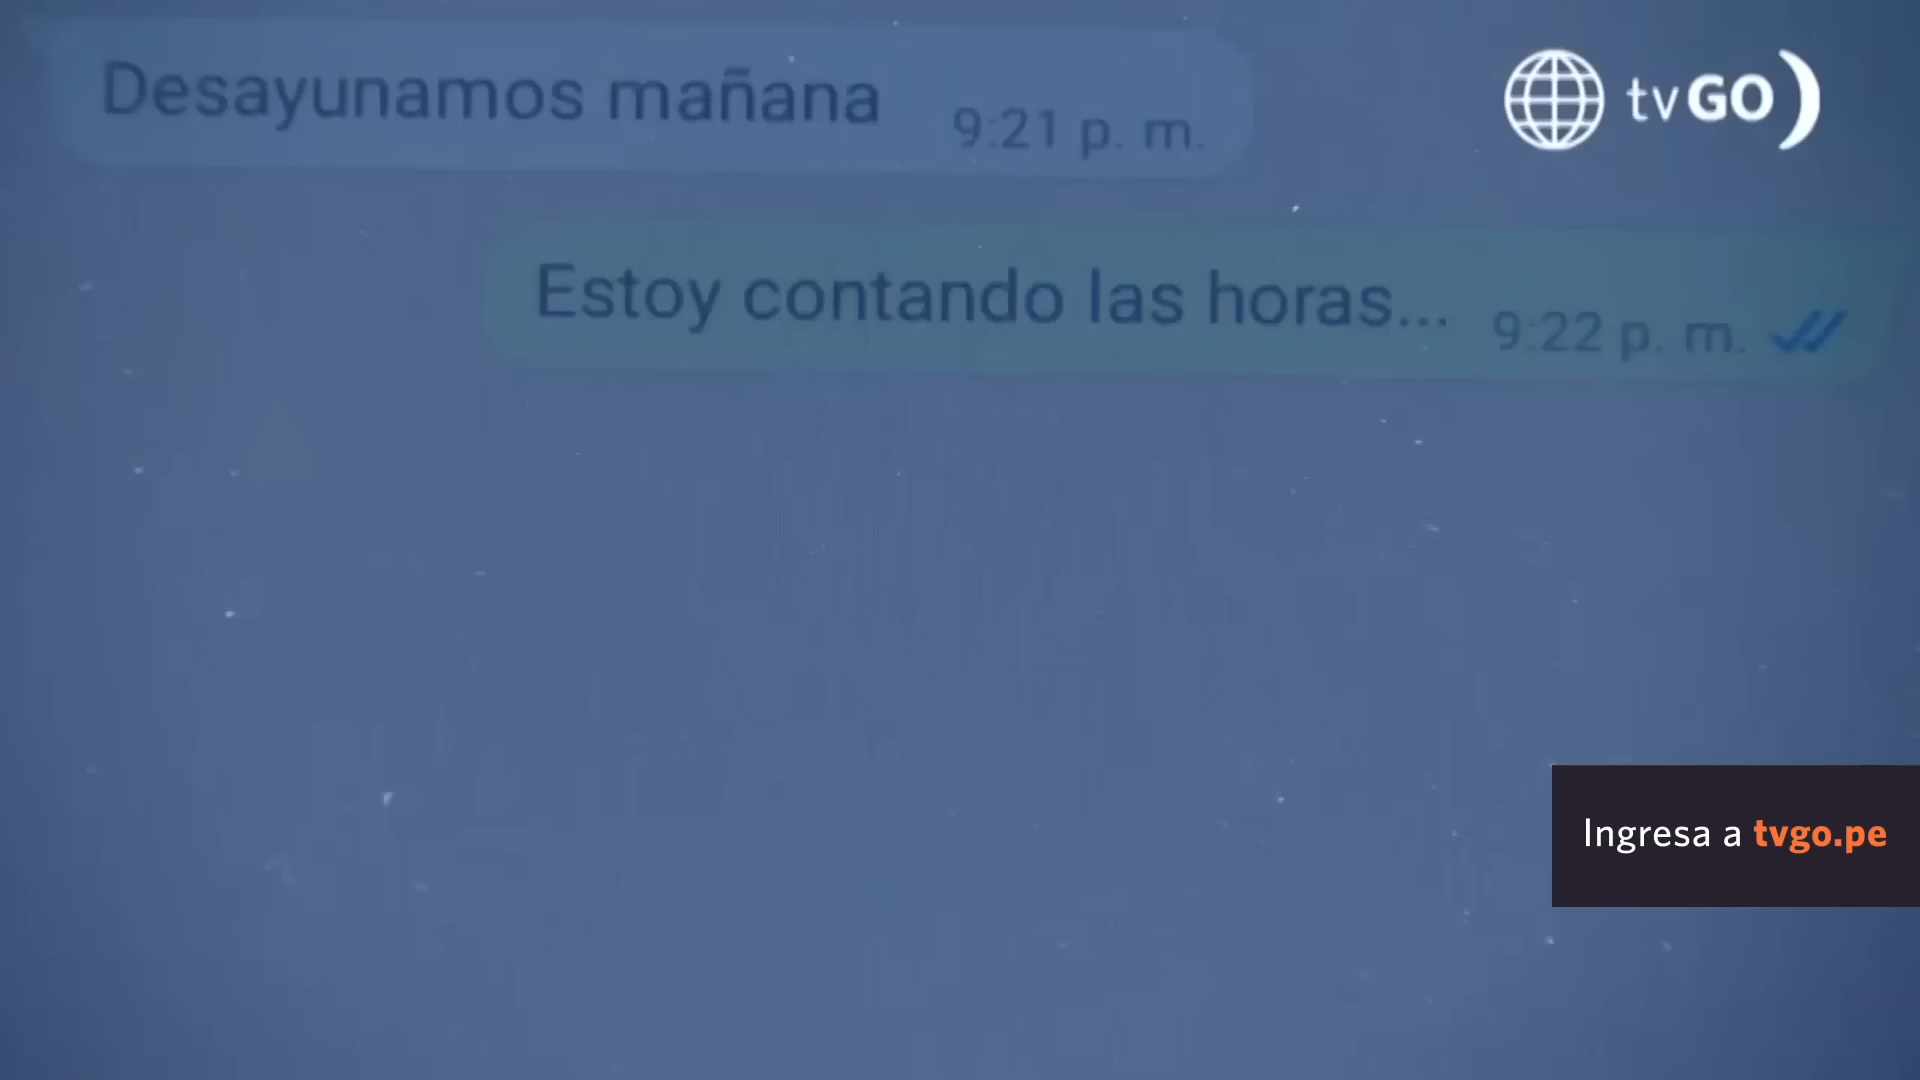 Desayunamos mañana 9:21 p. m.
tvGO
Estoy contando las horas... 9:22 p. m.
Ingresa a tvgo.pe